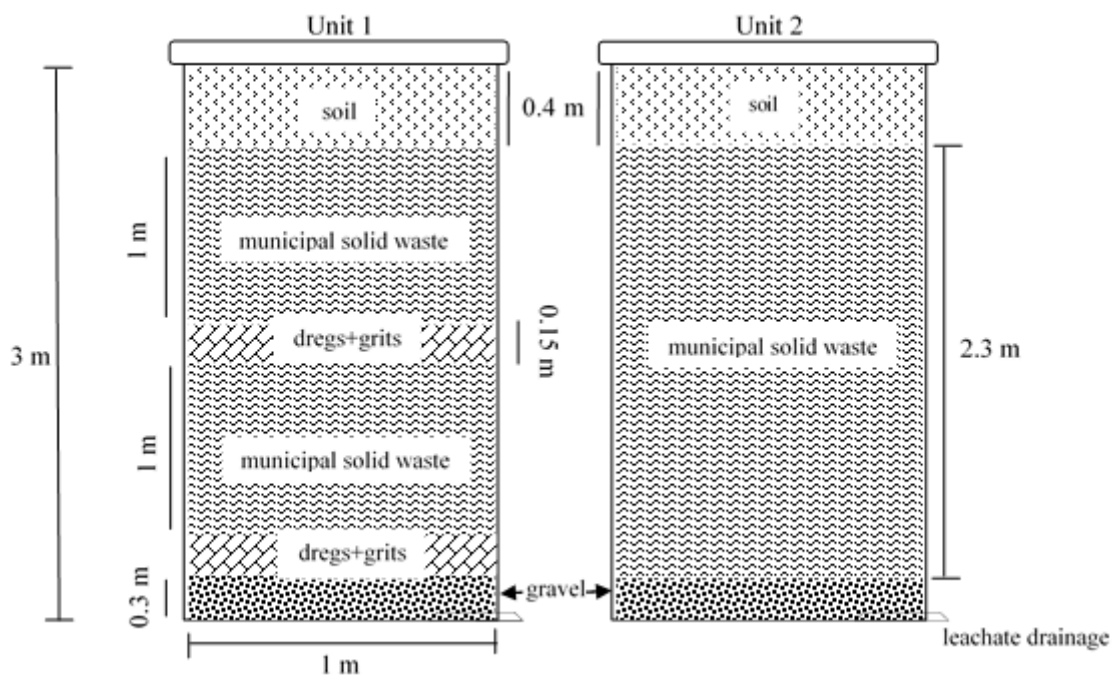 Unit 1
Unit 2
soil
0.4 m
soil
1 m
municipal solid waste
3 m
dregs+grits
0.15 m
municipal solid waste
2.3 m
1 m
municipal solid waste
dregs+grits
0.3 m
gravel
leachate drainage
1 m